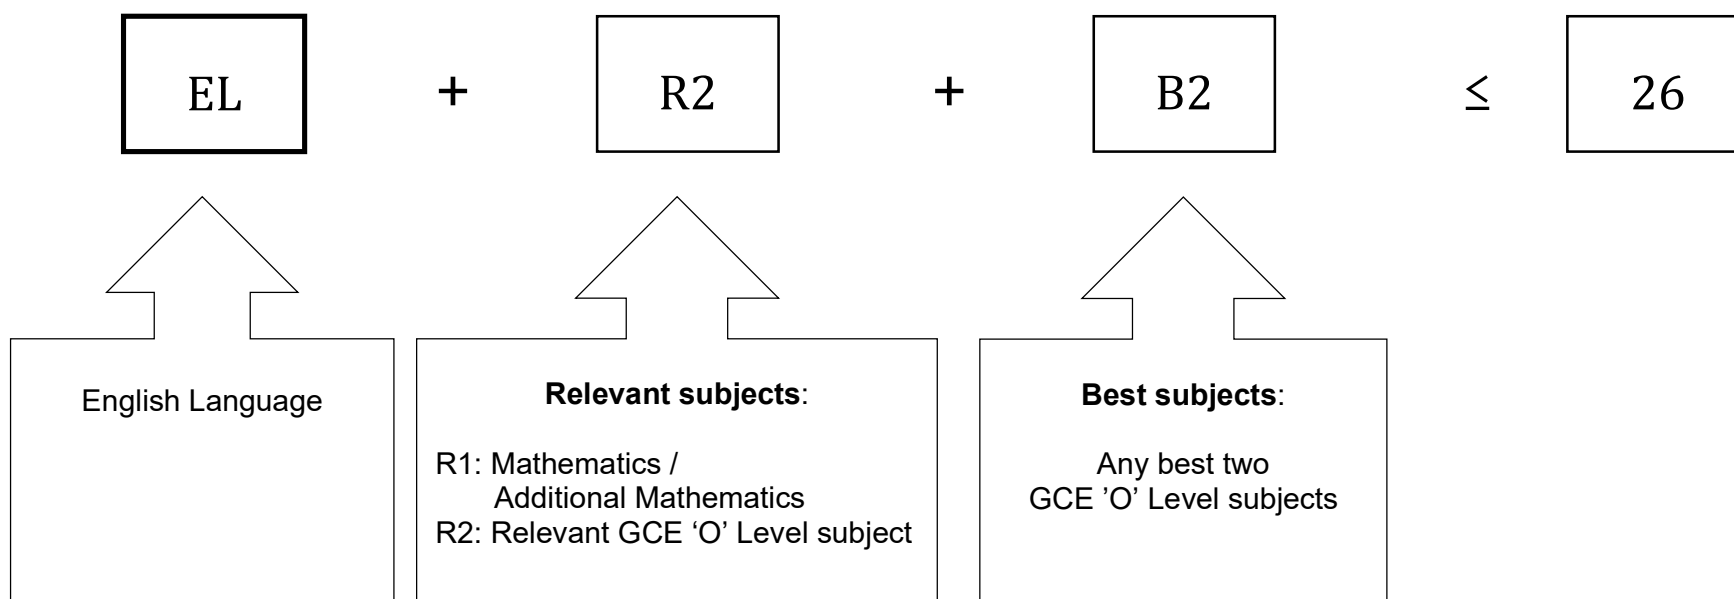 EL + R2 + B2 ≤ 26
English Language
Relevant subjects:
R1: Mathematics /
Additional Mathematics
R2: Relevant GCE ‘O’ Level subject
Best subjects:
Any best two
GCE ’O’ Level subjects